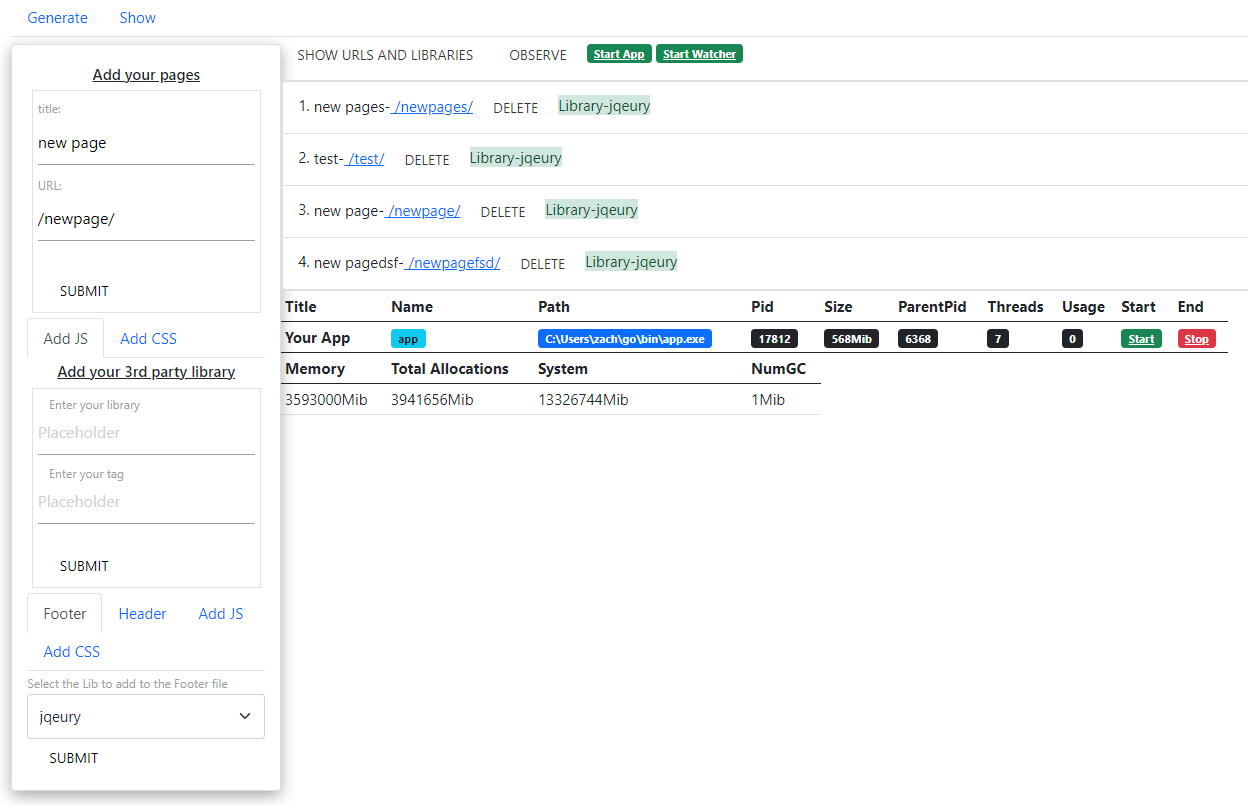 Generate Show
Add your pages
title:
new page
URL:
/newpage/
SUBMIT
Add JS Add CSS
Add your 3rd party library
Enter your library
Placeholder
Enter your tag
Placeholder
SUBMIT
Footer Header Add JS
Add CSS
Select the Lib to add to the Footer file
jqeury
SUBMIT
SHOW URLS AND LIBRARIES OBSERVE Start App Start Watcher
1. new pages- /newpages/ DELETE Library-jqeury
2. test- /test/ DELETE Library-jqeury
3. new page- /newpage/ DELETE Library-jqeury
4. new pagedsf- /newpagefsd/ DELETE Library-jqeury
Title Name Path Pid Size ParentPid Threads Usage Start End
Your App app C:\Users\zach\go\bin\app.exe 17812 568Mib 6368 7 0 Start Stop
Memory Total Allocations System NumGC
3593000Mib 3941656Mib 13326744Mib 1Mib